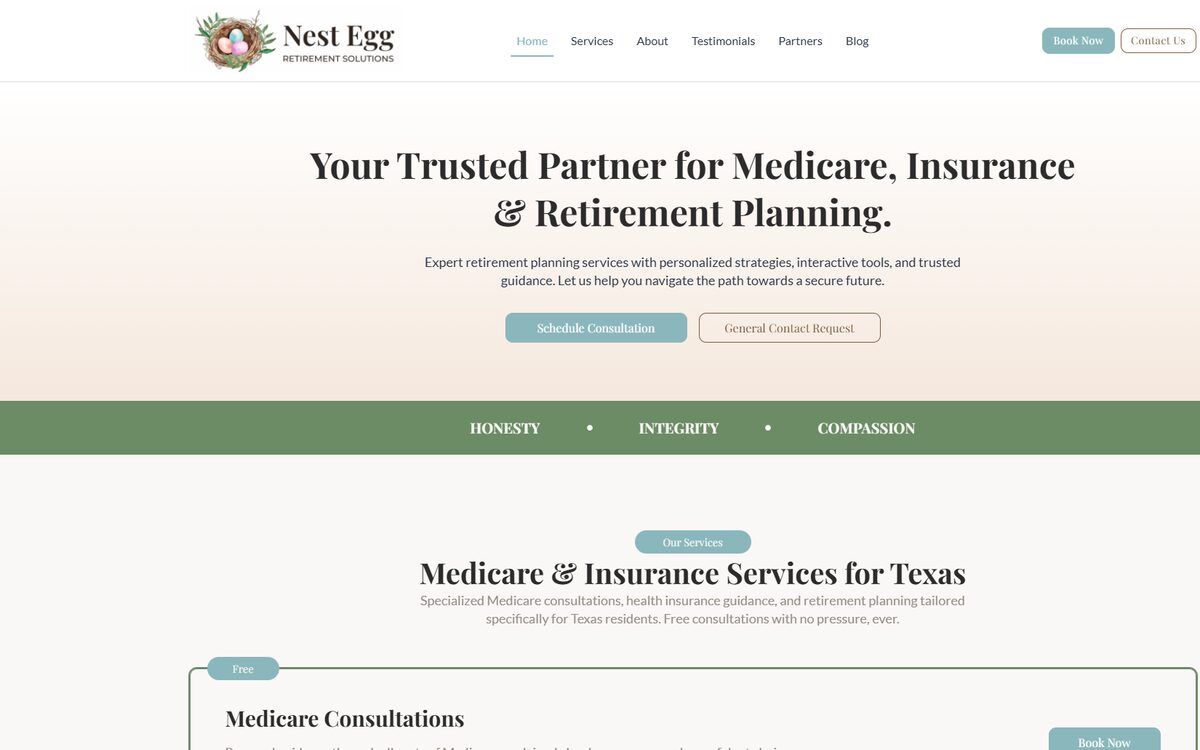 Nest Egg
RETIREMENT SOLUTIONS
Home Services About Testimonials Partners Blog
Book Now Contact Us
Your Trusted Partner for Medicare, Insurance
& Retirement Planning.
Expert retirement planning services with personalized strategies, interactive tools, and trusted
guidance. Let us help you navigate the path towards a secure future.
Schedule Consultation General Contact Request
HONESTY • INTEGRITY • COMPASSION
Our Services
Medicare & Insurance Services for Texas
Specialized Medicare consultations, health insurance guidance, and retirement planning tailored
specifically for Texas residents. Free consultations with no pressure, ever.
Free
Medicare Consultations
Book Now